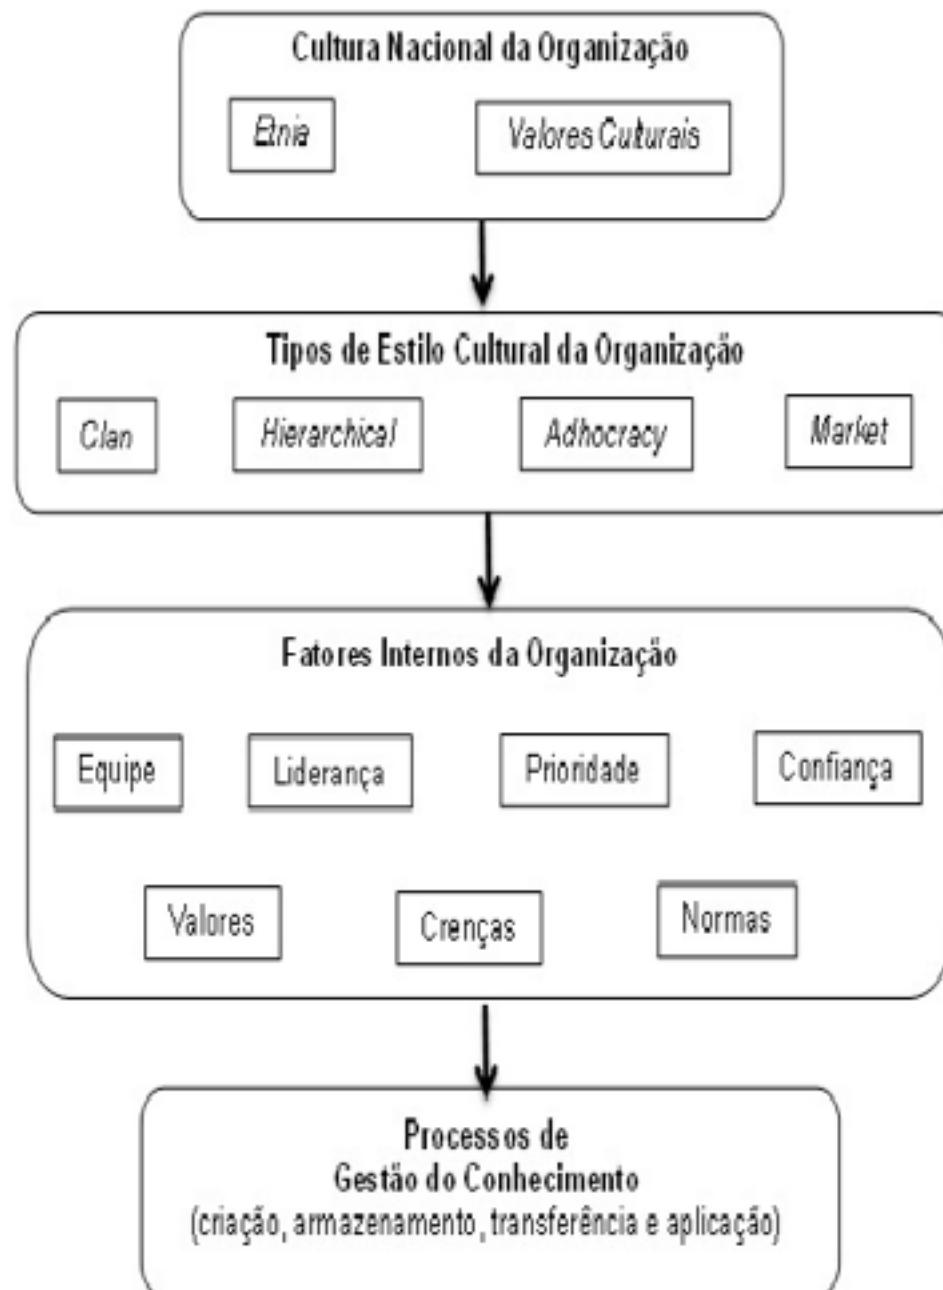 Cultura Nacional da Organização
Etnia
Valores Culturais
Tipos de Estilo Cultural da Organização
Clan
Hierarchical
Adhocracy
Market
Fatores Internos da Organização
Equipe
Liderança
Prioridade
Confiança
Valores
Crenças
Normas
Processos de
Gestão do Conhecimento
(criação, armazenamento, transferência e aplicação)